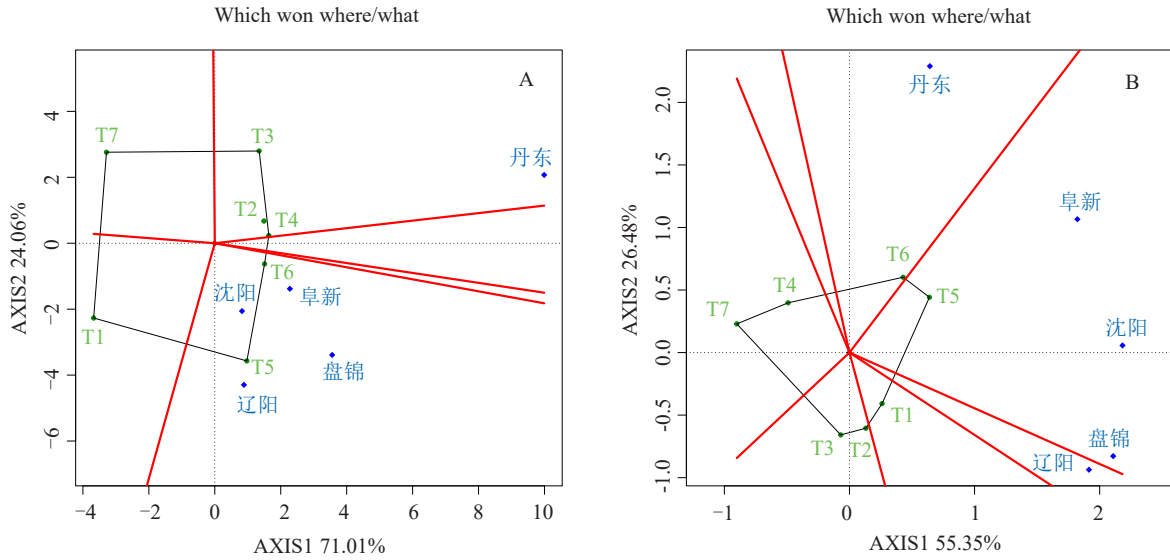 Which won where/what
A
4
2
0
−2
−4
−6
AXIS2 24.06%
T7
T3
丹东
T2
T4
T6
沈阳
阜新
T1
T5
盘锦
辽阳
−4 −2 0 2 4 6 8 10
AXIS1 71.01%
Which won where/what
B
2.0
1.5
1.0
0.5
0.0
−0.5
−1.0
AXIS2 26.48%
丹东
阜新
T6
T4
T5
T7
沈阳
T1
T3
T2
盘锦
辽阳
−1 0 1 2
AXIS1 55.35%